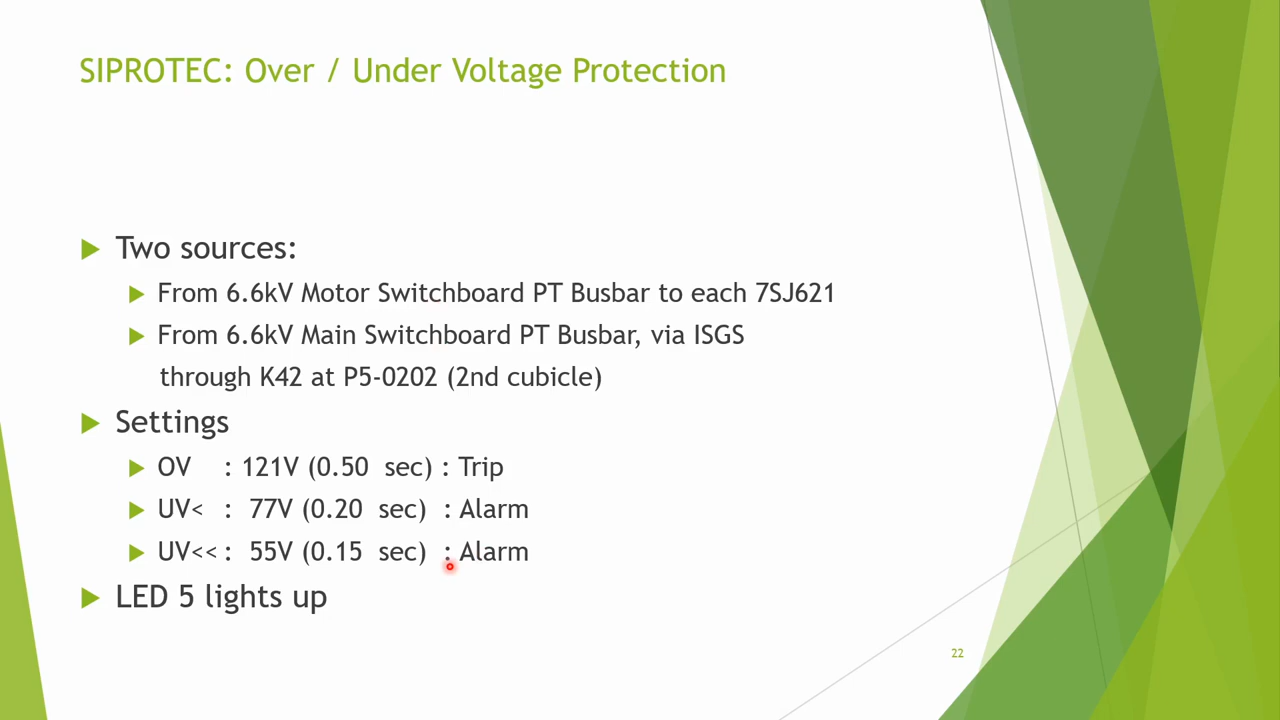 SIPROTEC: Over / Under Voltage Protection
Two sources:
From 6.6kV Motor Switchboard PT Busbar to each 7SJ621
From 6.6kV Main Switchboard PT Busbar, via ISGS
through K42 at P5-0202 (2nd cubicle)
Settings
OV : 121V (0.50 sec) : Trip
UV< : 77V (0.20 sec) : Alarm
UV<< : 55V (0.15 sec) : Alarm
LED 5 lights up
22